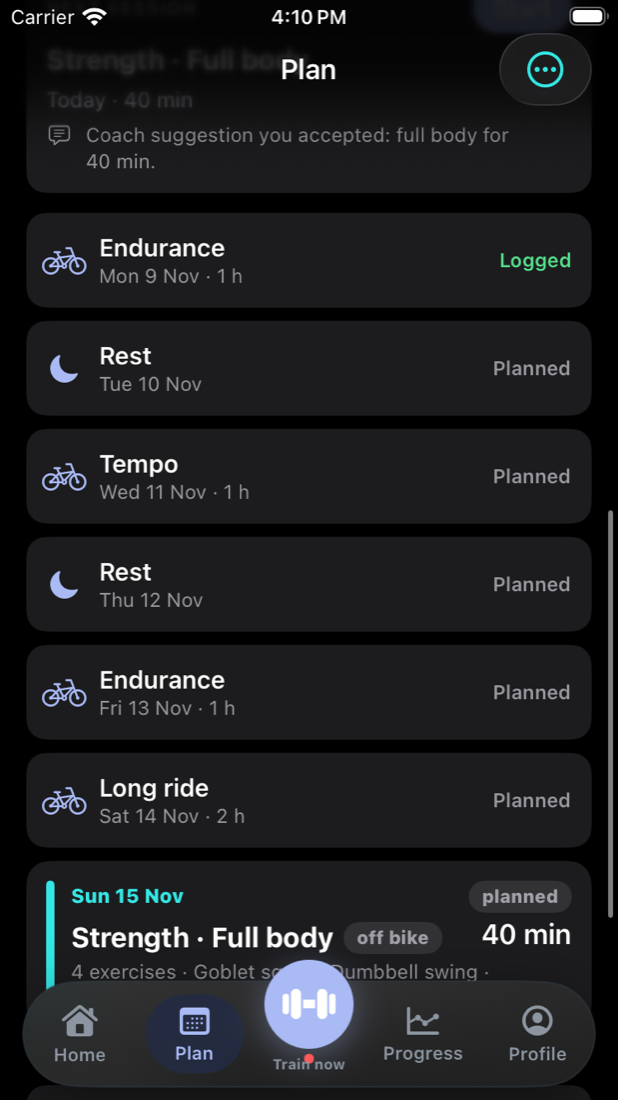 Carrier
4:10 PM
Strength · Full body
Plan
Today · 40 min
Coach suggestion you accepted: full body for
40 min.
Endurance
Mon 9 Nov · 1 h
Logged
Rest
Tue 10 Nov
Planned
Tempo
Wed 11 Nov · 1 h
Planned
Rest
Thu 12 Nov
Planned
Endurance
Fri 13 Nov · 1 h
Planned
Long ride
Sat 14 Nov · 2 h
Planned
Sun 15 Nov
planned
Strength · Full body
off bike
40 min
4 exercises · Goblet Dumbbell swing ·
Home
Plan
Train now
Progress
Profile